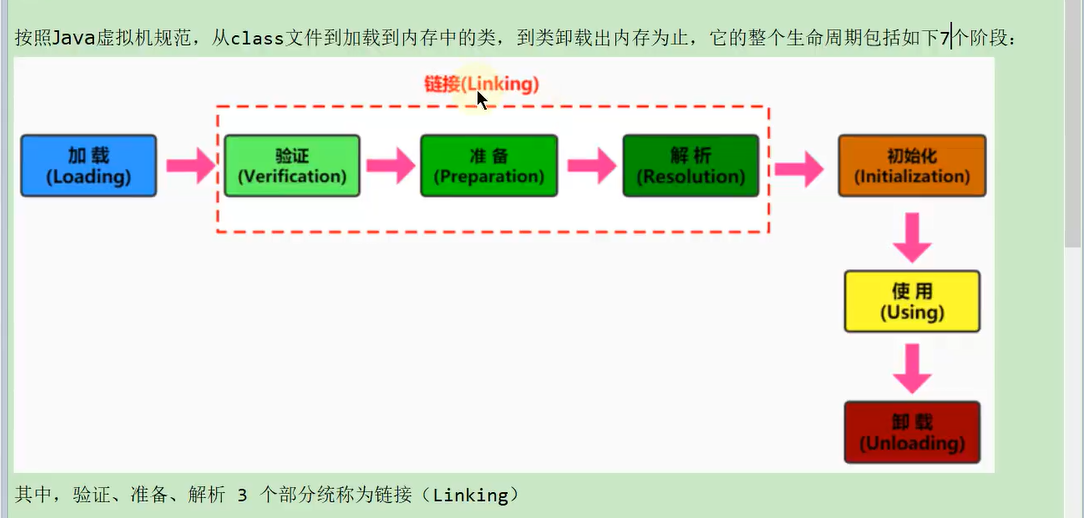 按照Java虚拟机规范，从class文件到加载到内存中的类，到类卸载出内存为止，它的整个生命周期包括如下7个阶段：
链接(Linking)
加 载
(Loading)
验证
(Verification)
准 备
(Preparation)
解 析
(Resolution)
初始化
(Initialization)
使 用
(Using)
卸 载
(Unloading)
其中，验证、准备、解析 3 个部分统称为链接（Linking）